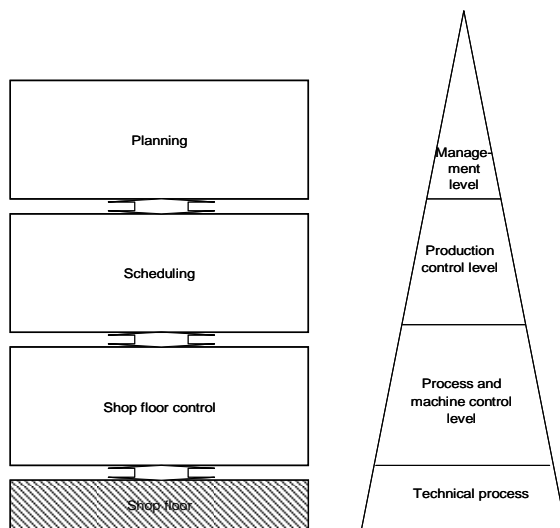 Planning
Scheduling
Shop floor control
Shop floor
Manage-
ment
level
Production
control level
Process and
machine control
level
Technical process